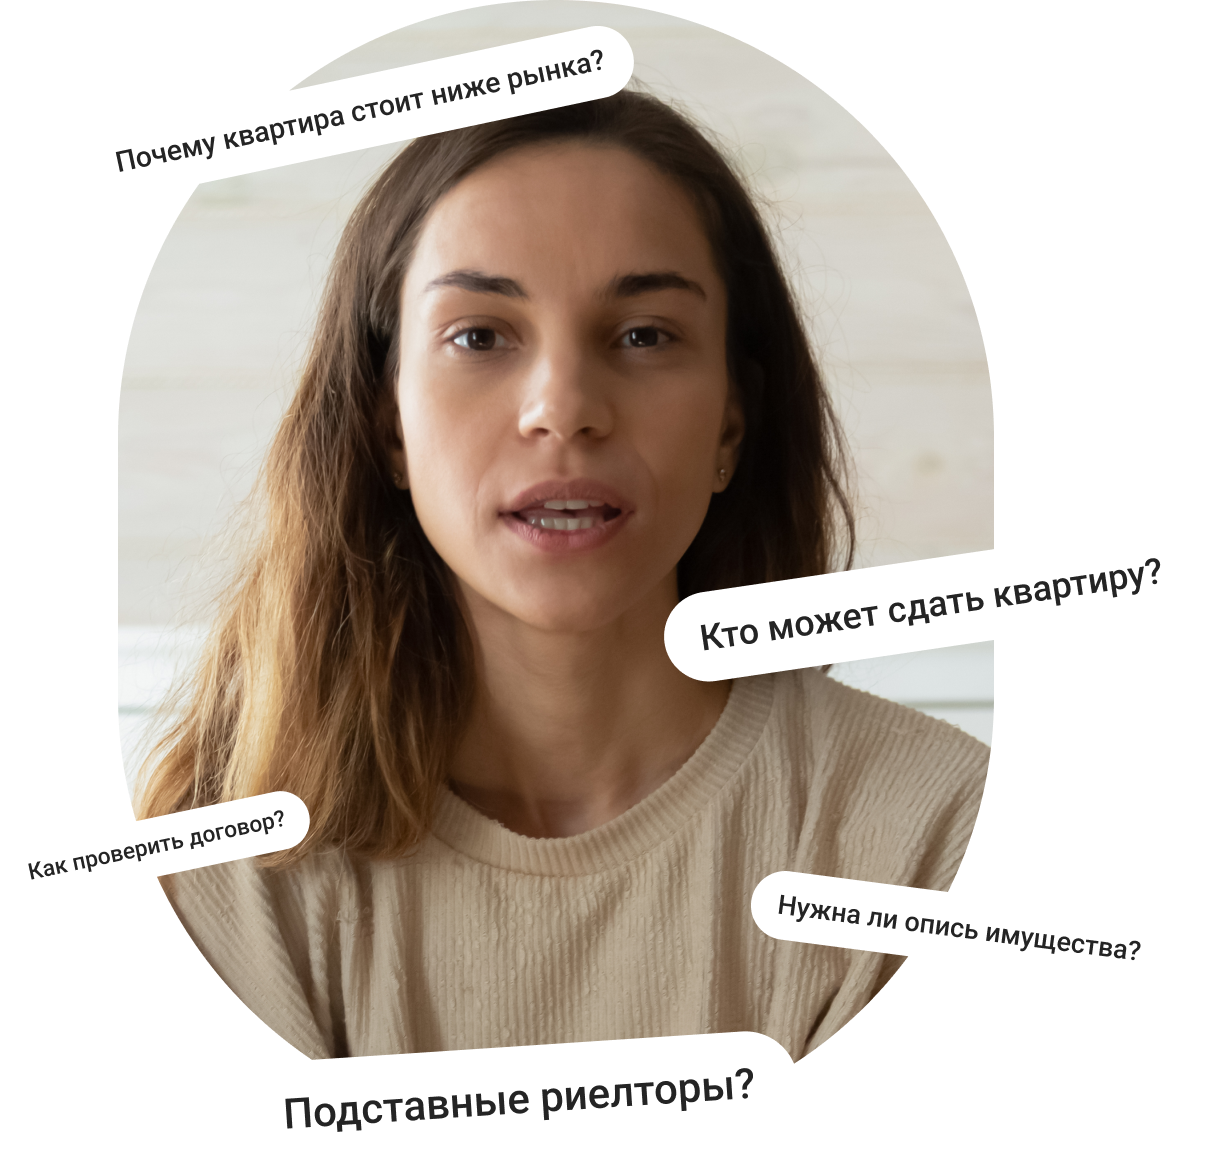 Почему квартира стоит ниже рынка?
Кто может сдать квартиру?
Как проверить договор?
Нужна ли опись имущества?
Подставные риелторы?